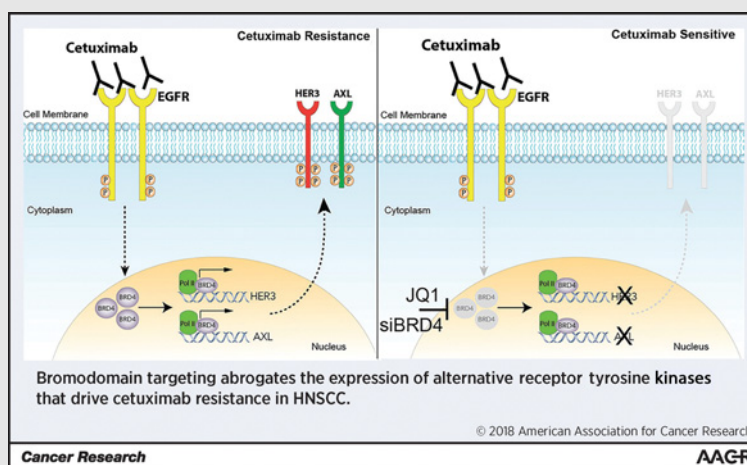 Cetuximab Resistance
Cetuximab
EGFR
HER3
AXL
Cell Membrane
P
P
P
P
P
P
P
P
P
P
P
P
Cytoplasm
BRD4
BRD4
BRD4
Pol II
BRD4
HER3
Pol II
BRD4
AXL
Nucleus
Cetuximab Sensitive
Cetuximab
EGFR
HER3
AXL
Cell Membrane
P
P
P
P
Cytoplasm
JQ1
siBRD4
BRD4
BRD4
BRD4
Pol II
BRD4
HER3
Pol II
BRD4
AXL
Nucleus
Bromodomain targeting abrogates the expression of alternative receptor tyrosine kinases
that drive cetuximab resistance in HNSCC.
© 2018 American Association for Cancer Research
Cancer Research
AACR